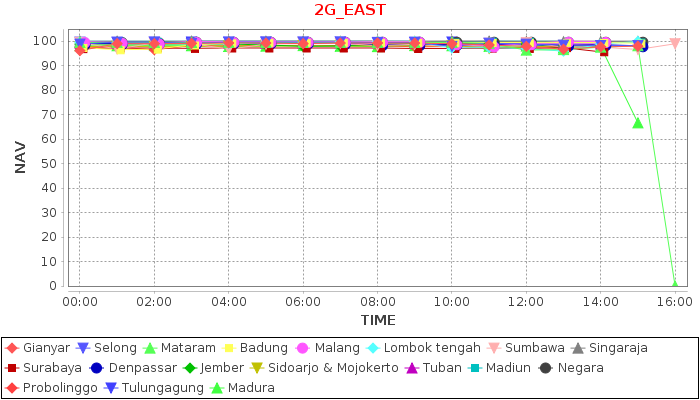 2G_EAST
100
90
80
70
60
50
40
30
20
10
0
NAV
00:00 02:00 04:00 06:00 08:00 10:00 12:00 14:00 16:00
TIME
Gianyar Selong Mataram Badung Malang Lombok tengah Sumbawa Singaraja
Surabaya Denpassar Jember Sidoarjo & Mojokerto Tuban Madiun Negara
Probolinggo Tulungagung Madura